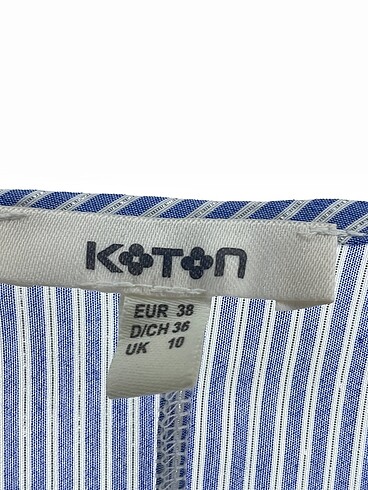 KOTON
EUR 38
D/CH 36
UK 10